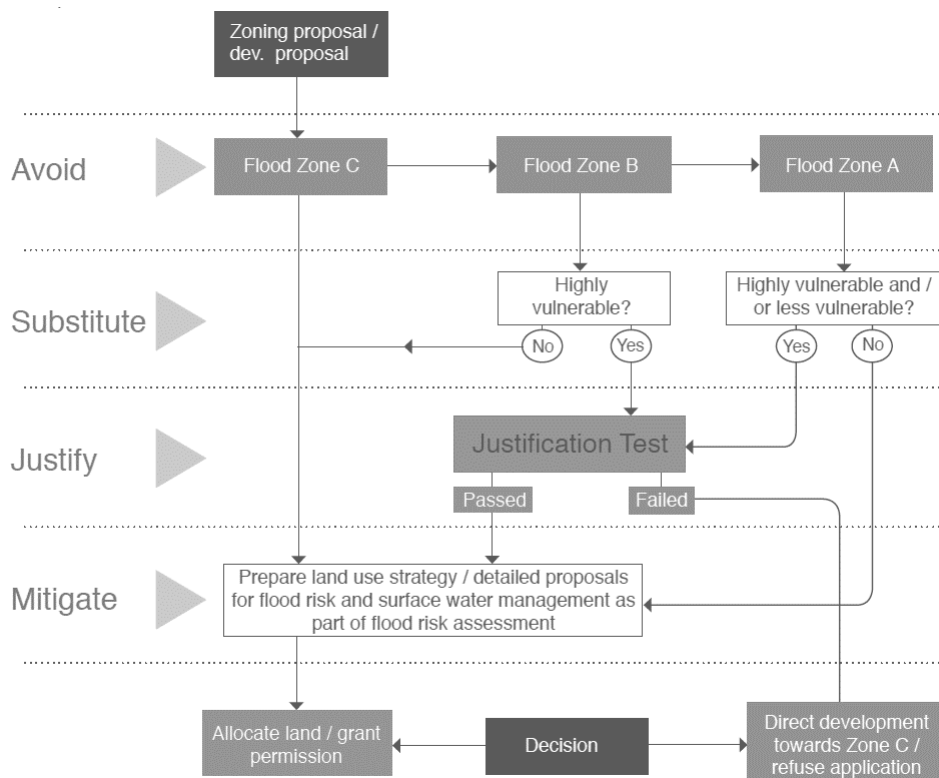 Zoning proposal /
dev. proposal
Avoid
Flood Zone C
Flood Zone B
Flood Zone A
Substitute
Highly
vulnerable?
Highly vulnerable and /
or less vulnerable?
No
Yes
Yes
No
Justify
Justification Test
Passed
Failed
Mitigate
Prepare land use strategy / detailed proposals
for flood risk and surface water management as
part of flood risk assessment
Allocate land / grant
permission
Decision
Direct development
towards Zone C /
refuse application